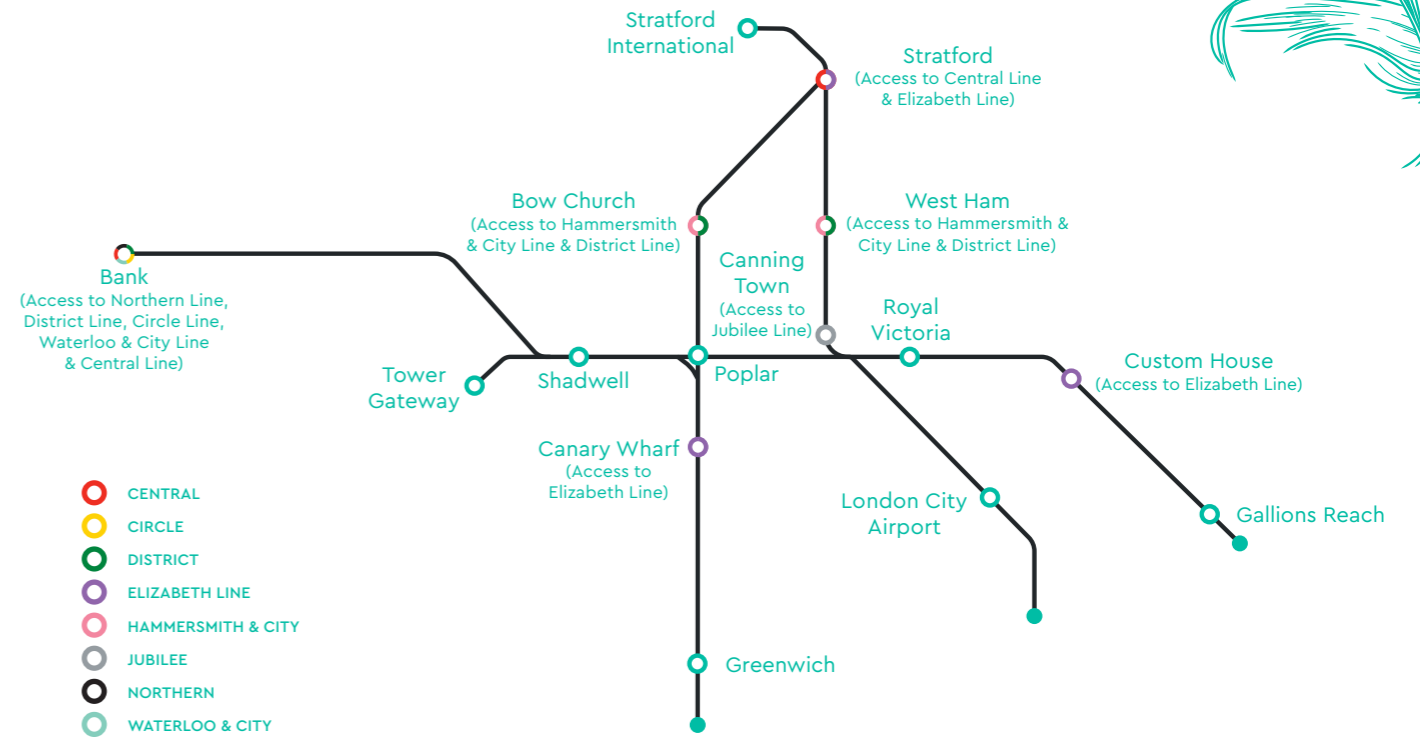 Stratford
International
Stratford
(Access to Central Line
& Elizabeth Line)
Bow Church
(Access to Hammersmith
& City Line & District Line)
West Ham
(Access to Hammersmith &
City Line & District Line)
Canning
Town
(Access to
Jubilee Line)
Royal
Victoria
Bank
(Access to Northern Line,
District Line, Circle Line,
Waterloo & City Line
& Central Line)
Tower
Gateway
Shadwell
Poplar
Custom House
(Access to Elizabeth Line)
Canary Wharf
(Access to
Elizabeth Line)
London City
Airport
Gallions Reach
Greenwich
CENTRAL
CIRCLE
DISTRICT
ELIZABETH LINE
HAMMERSMITH & CITY
JUBILEE
NORTHERN
WATERLOO & CITY